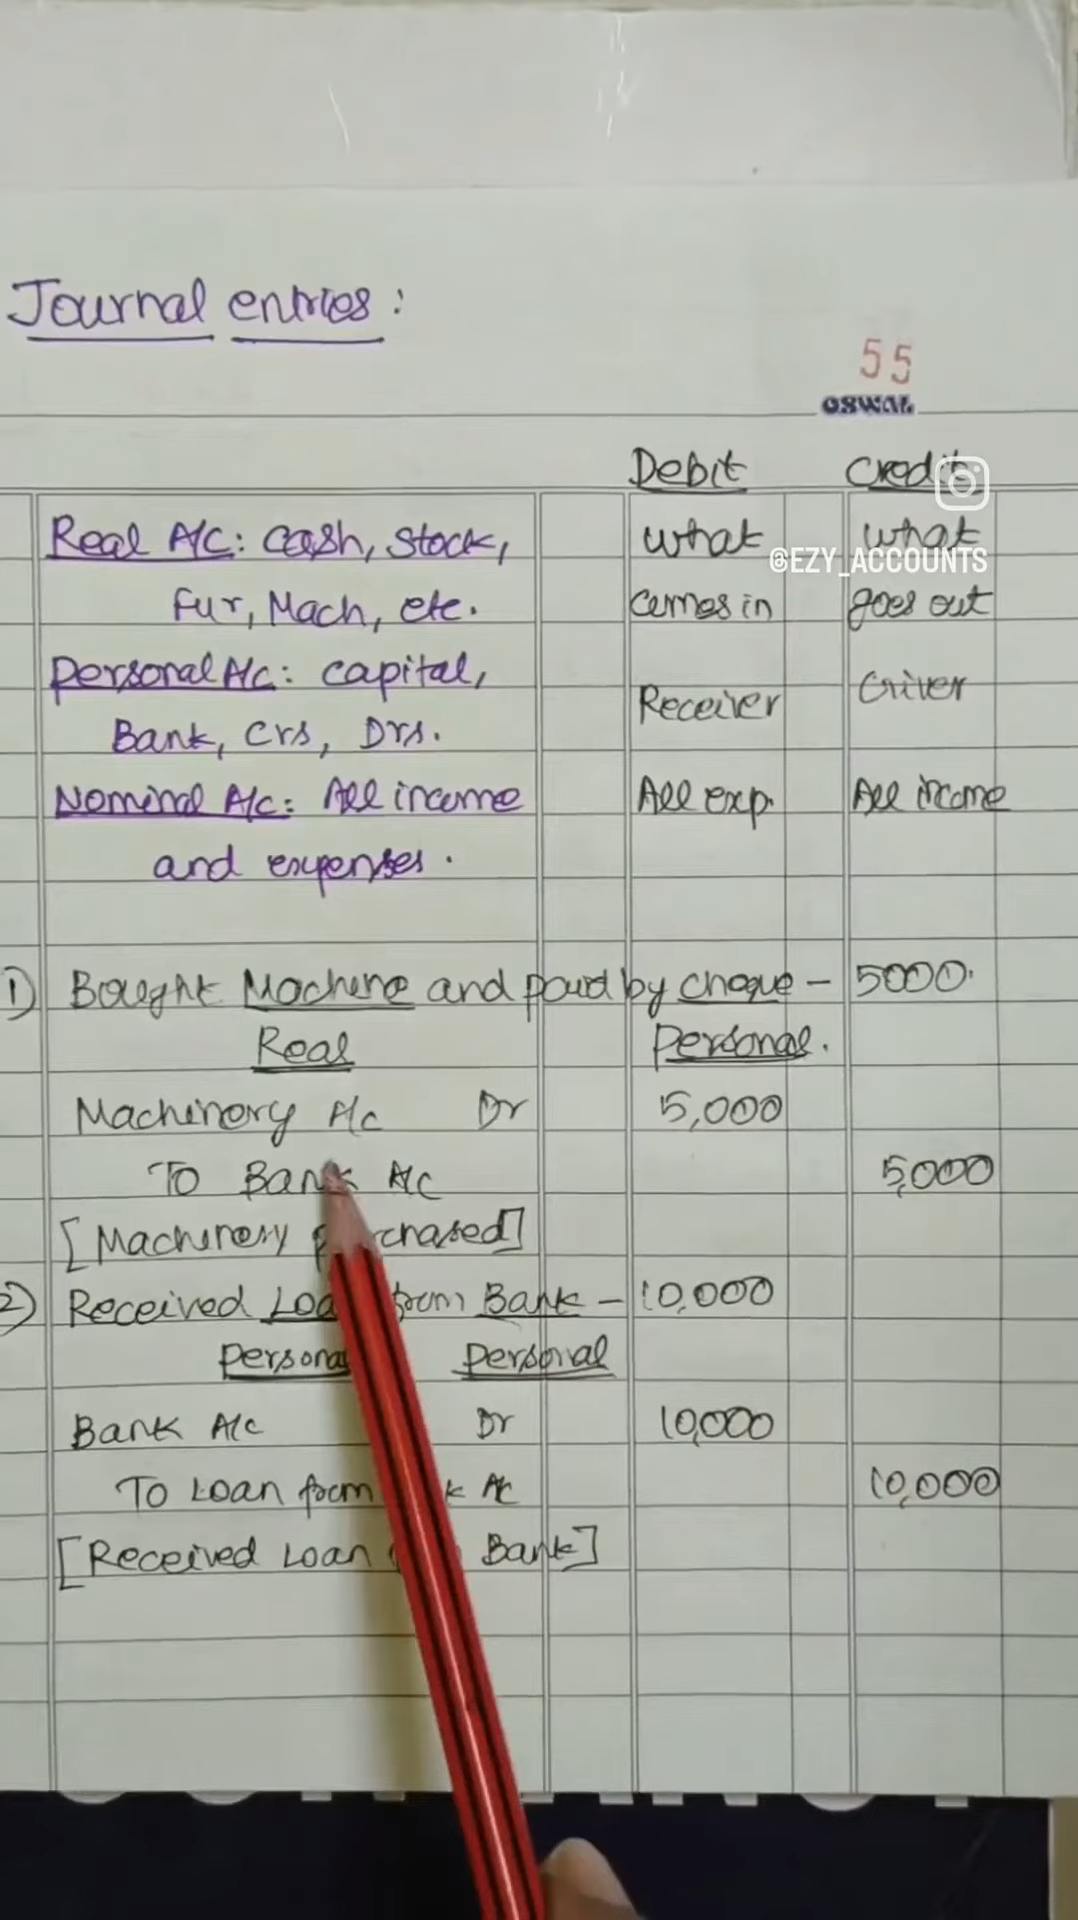 Journal entries:
55
OSWAL
Debit Credit
Real A/c: cash, stock, what what
@EZY_ACCOUNTS
Fur, Mach, etc. comes in goes out
Personal A/c: capital, Receiver Giver
Bank, Crs, Drs.
Nominal A/c: All income All exp. All income
and expenses.
1) Bought Machine and paid by cheque - 5000.
Real Personal.
Machinery A/c Dr 5,000
To Bank A/c 5,000
[Machinery purchased]
2) Received Loan from Bank - 10,000
Personal Personal
Bank A/c Dr 10,000
To Loan from A/c 10,000
[Received Loan Bank]